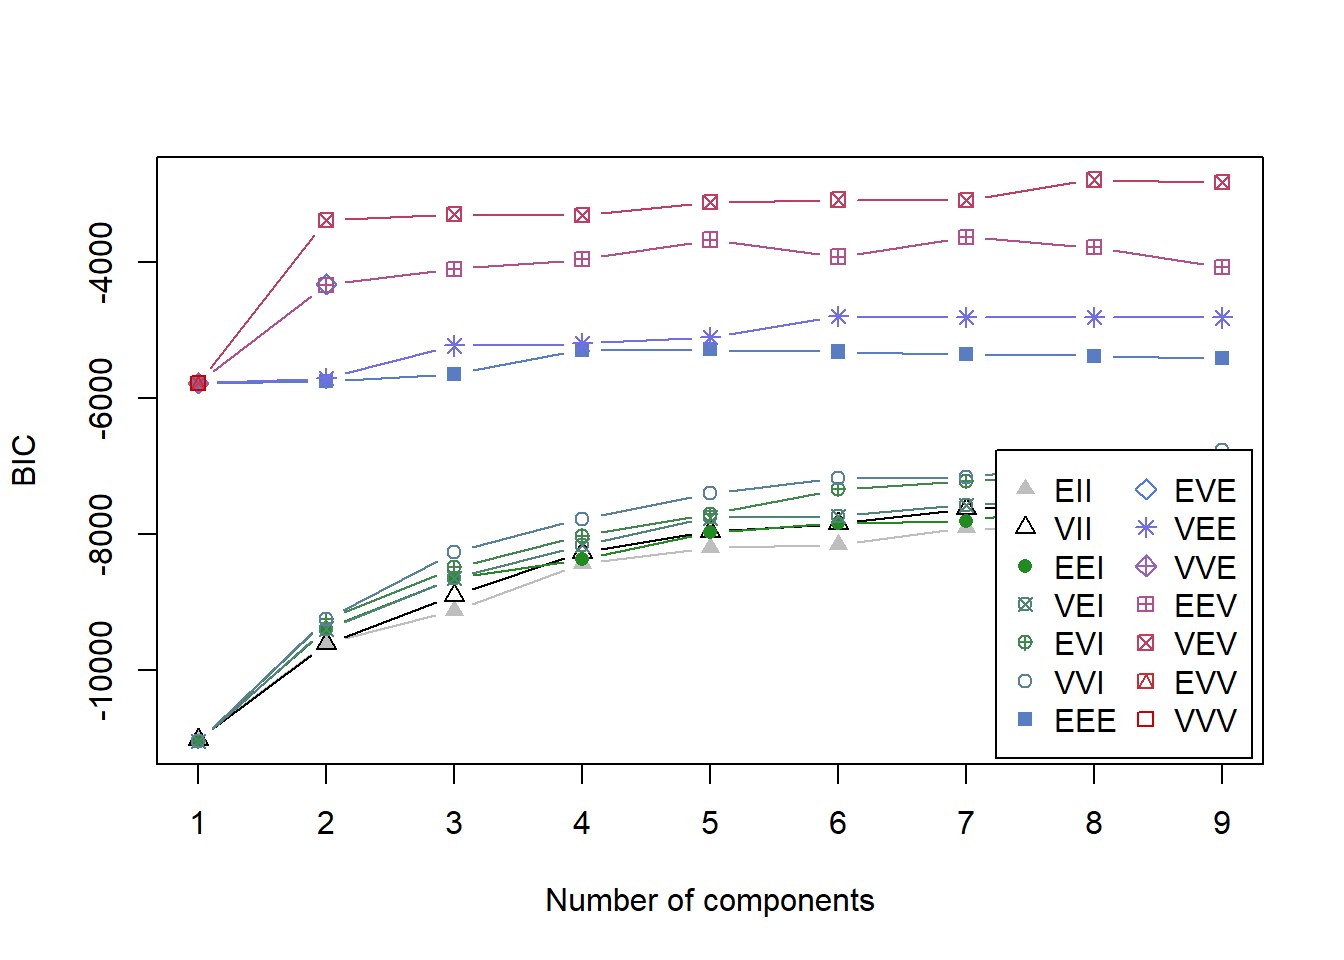 -4000
-6000
-8000
-10000
BIC
EII EVE
VII VEE
EEI VVE
VEI EEV
EVI VEV
VVI EVV
EEE VVV
1 2 3 4 5 6 7 8 9
Number of components